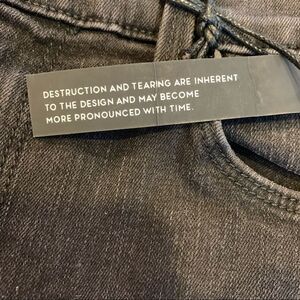 DESTRUCTION AND TEARING ARE INHERENT
TO THE DESIGN AND MAY BECOME
MORE PRONOUNCED WITH TIME.